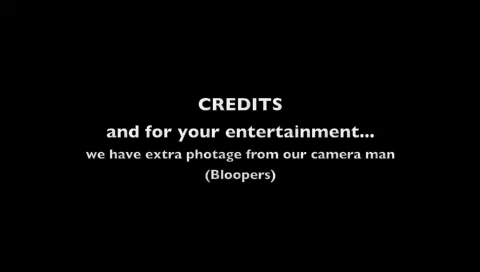 CREDITS
and for your entertainment...
we have extra photage from our camera man
(Bloopers)